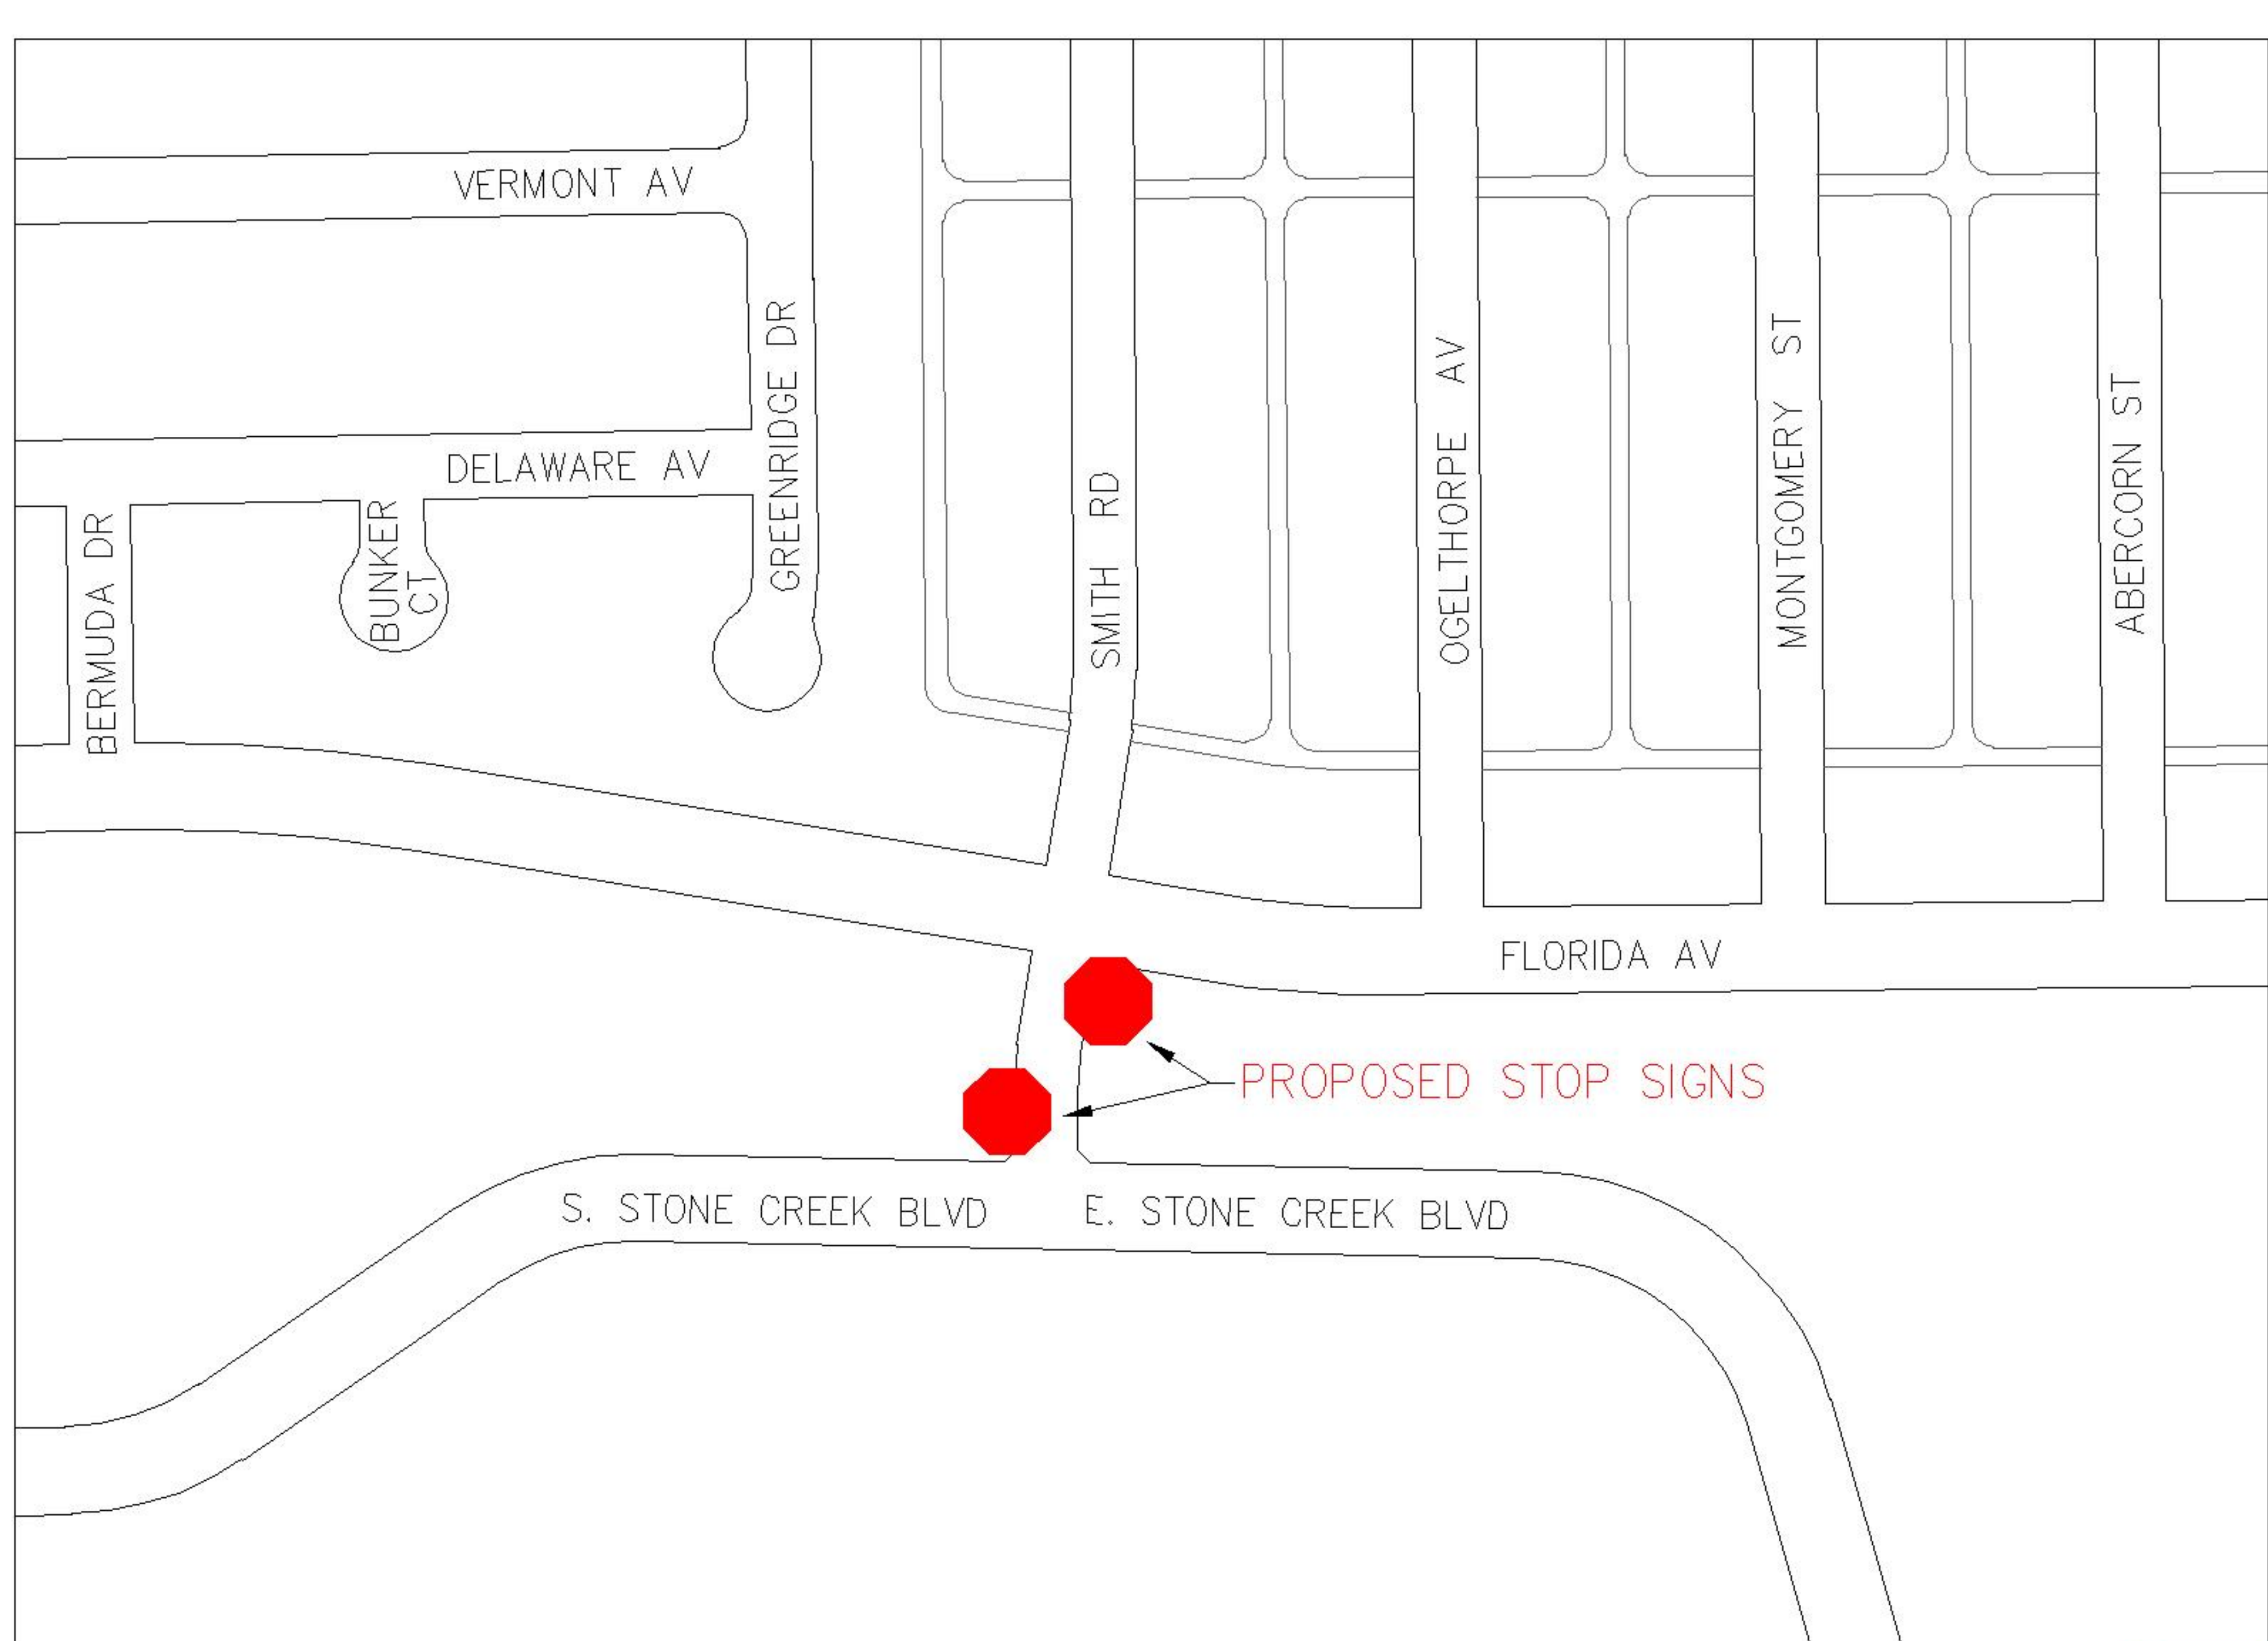 VERMONT AV
DELAWARE AV
BERMUDA DR
BUNKER
CT
GREENRIDGE DR
SMITH RD
OGELTHORPE AV
MONTGOMERY ST
ABERCORN ST
FLORIDA AV
PROPOSED STOP SIGNS
S. STONE CREEK BLVD
E. STONE CREEK BLVD